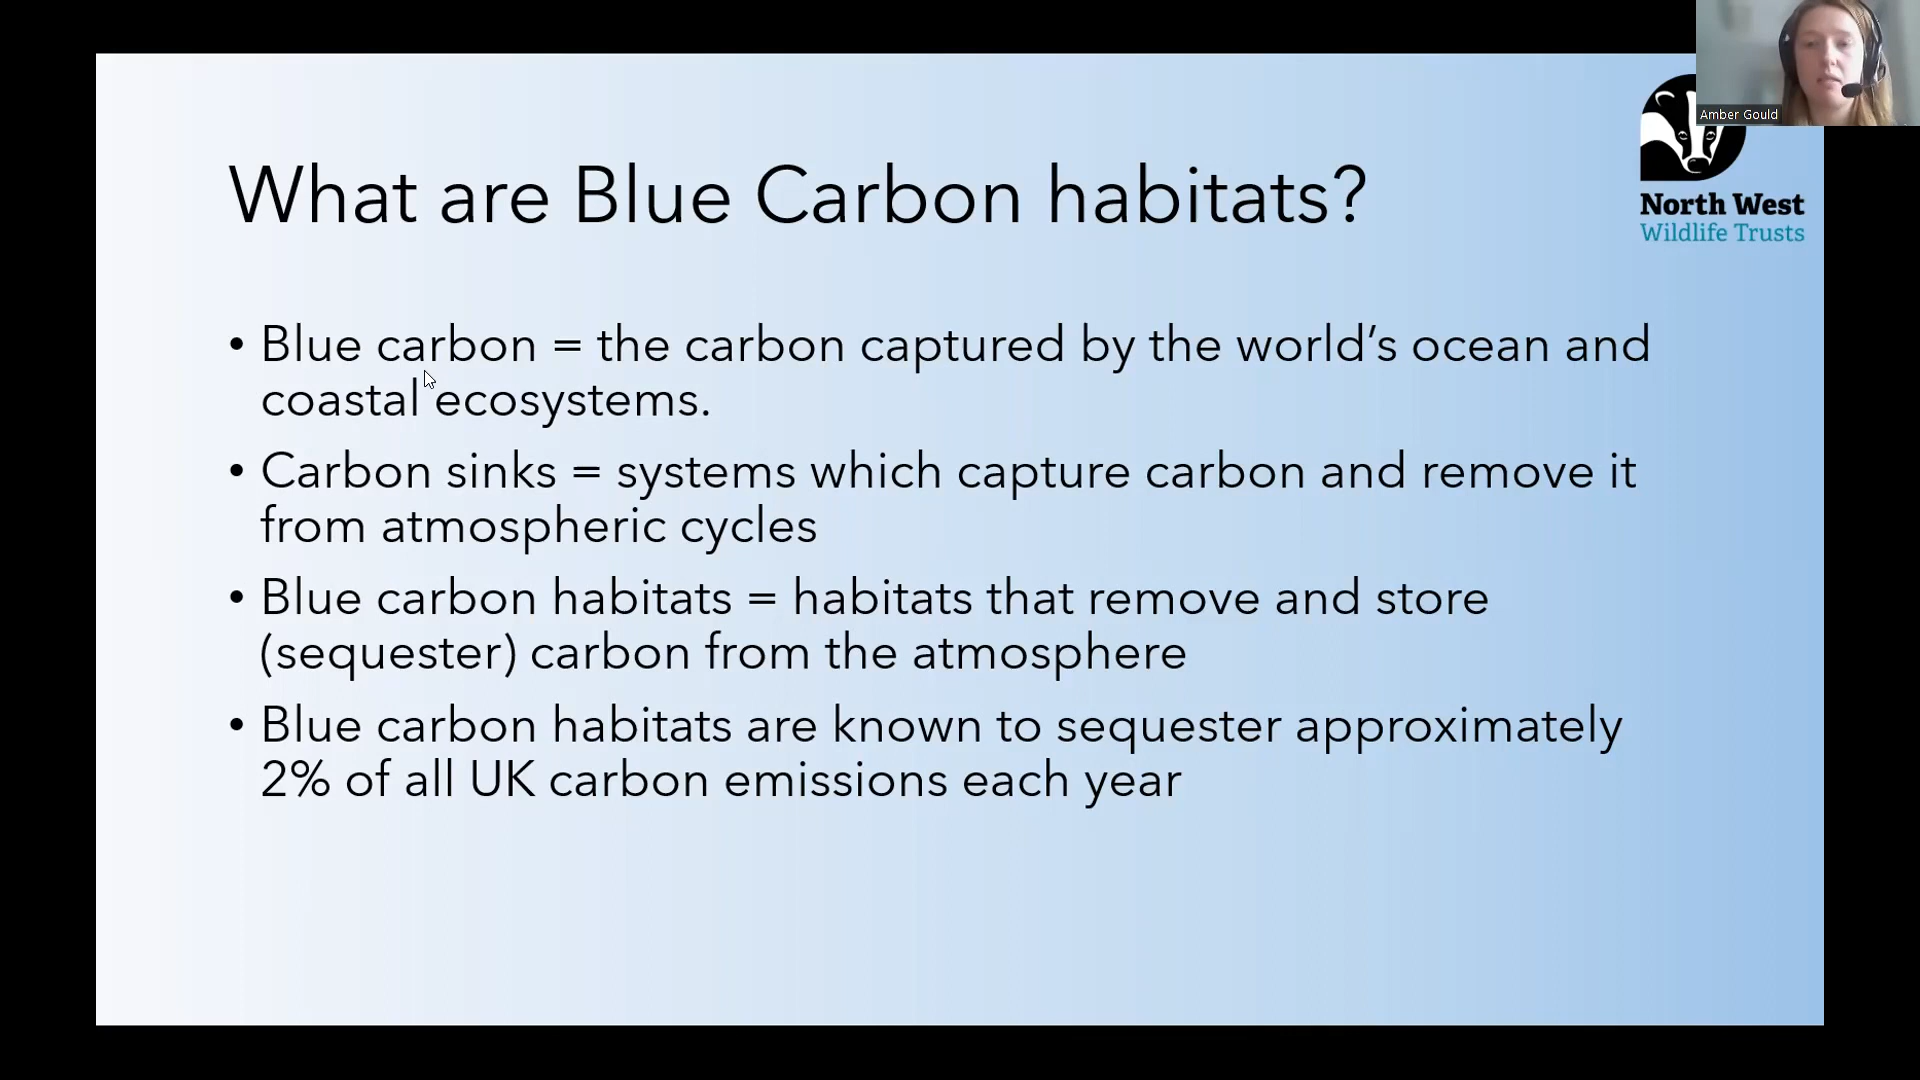 Amber Gould
North West
Wildlife Trusts
What are Blue Carbon habitats?
• Blue carbon = the carbon captured by the world’s ocean and
coastal ecosystems.
• Carbon sinks = systems which capture carbon and remove it
from atmospheric cycles
• Blue carbon habitats = habitats that remove and store
(sequester) carbon from the atmosphere
• Blue carbon habitats are known to sequester approximately
2% of all UK carbon emissions each year